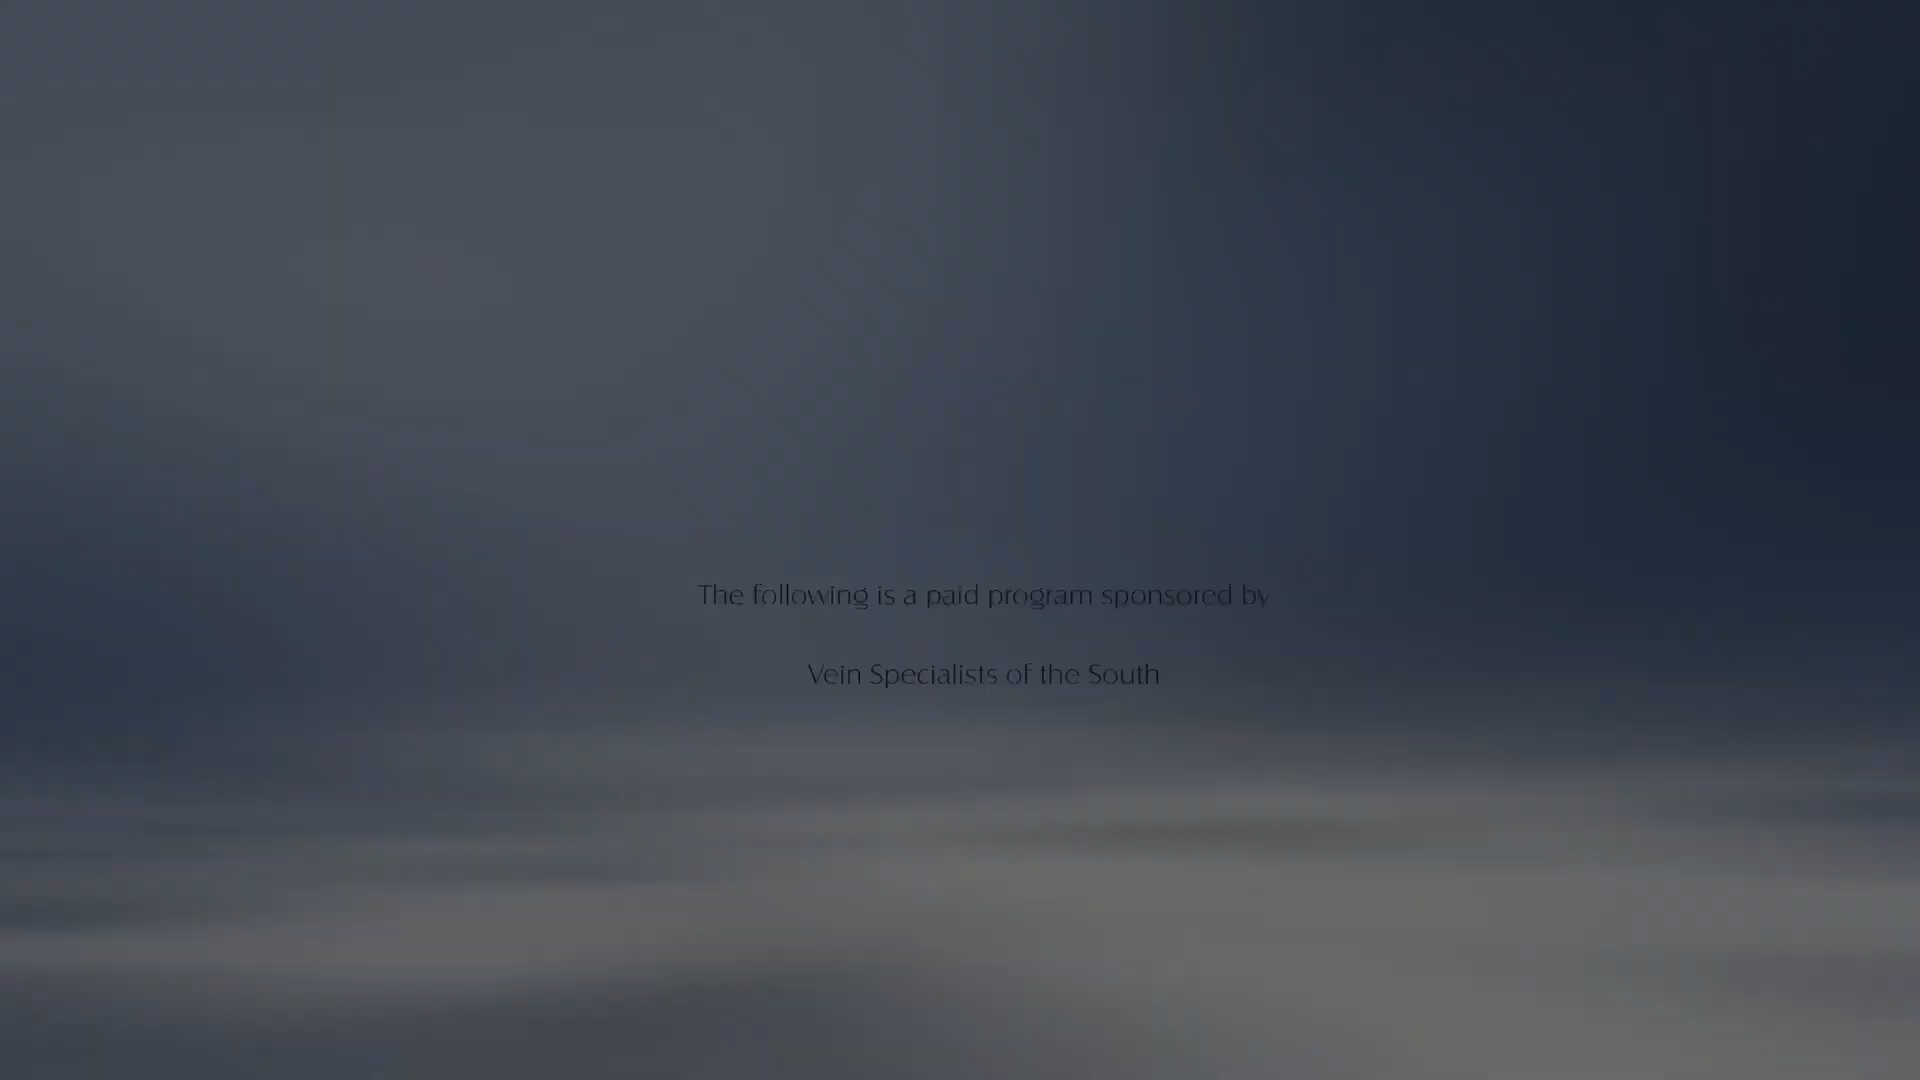 The following is a paid program sponsored by
Vein Specialists of the South